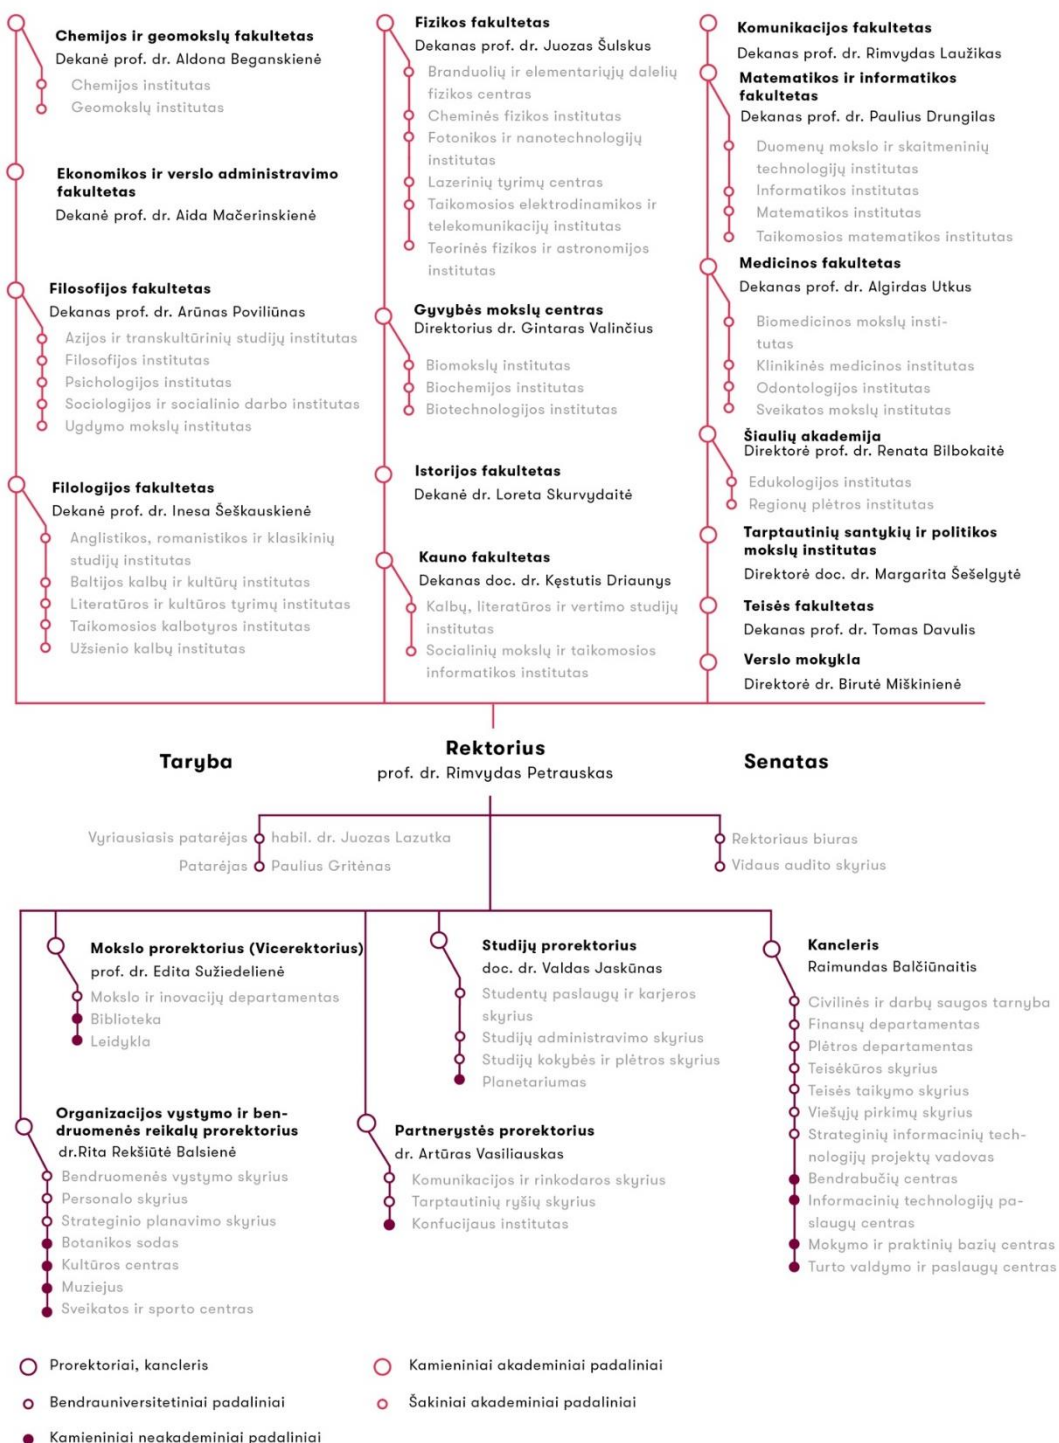 Chemijos ir geomokslų fakultetas
Dekanė prof. dr. Aldona Beganskienė
Chemijos institutas
Geomokslų institutas
Ekonomikos ir verslo administravimo
fakultetas
Dekanė prof. dr. Aida Mačerinskienė
Filosofijos fakultetas
Dekanas prof. dr. Arūnas Poviliūnas
Azijos ir transkultūrinių studijų institutas
Filosofijos institutas
Psichologijos institutas
Sociologijos ir socialinio darbo institutas
Ugdymo mokslų institutas
Filologijos fakultetas
Dekanė prof. dr. Inesa Šeškauskienė
Anglistikos, romanistikos ir klasikinių
studijų institutas
Baltijos kalbų ir kultūrų institutas
Literatūros ir kultūros tyrimų institutas
Taikomosios kalbotyros institutas
Užsienio kalbų institutas
Fizikos fakultetas
Dekanas prof. dr. Juozas Šulskus
Branduolių ir elementariųjų dalelių
fizikos centras
Cheminės fizikos institutas
Fotonikos ir nanotechnologijų
institutas
Lazerinių tyrimų centras
Taikomosios elektrodinamikos ir
telekomunikacijų institutas
Teorinės fizikos ir astronomijos
institutas
Gyvybės mokslų centras
Direktorius dr. Gintaras Valinčius
Biomokslų institutas
Biochemijos institutas
Biotechnologijos institutas
Istorijos fakultetas
Dekanė dr. Loreta Skurvydaitė
Kauno fakultetas
Dekanas doc. dr. Kęstutis Driaunys
Kalbų, literatūros ir vertimo studijų
institutas
Socialinių mokslų ir taikomosios
informatikos institutas
Komunikacijos fakultetas
Dekanas prof. dr. Rimvydas Laužikas
Matematikos ir informatikos
fakultetas
Dekanas prof. dr. Paulius Drungilas
Duomenų mokslo ir skaitmeninių
technologijų institutas
Informatikos institutas
Matematikos institutas
Taikomosios matematikos institutas
Medicinos fakultetas
Dekanas prof. dr. Algirdas Utkus
Biomedicinos mokslų insti-
tutas
Klinikinės medicinos institutas
Odontologijos institutas
Sveikatos mokslų institutas
Šiaulių akademija
Direktorė prof. dr. Renata Bilbokaitė
Edukologijos institutas
Regionų plėtros institutas
Tarptautinių santykių ir politikos
mokslų institutas
Direktorė doc. dr. Margarita Šešelgytė
Teisės fakultetas
Dekanas prof. dr. Tomas Davulis
Verslo mokykla
Direktorė dr. Birutė Miškinienė
Taryba
Rektorius
prof. dr. Rimvydas Petrauskas
Senatas
Vyriausiasis patarėjas habil. dr. Juozas Lazutka
Patarėjas Paulius Gritėnas
Rektoriaus biuras
Vidaus audito skyrius
Mokslo prorektorius (Vicerektorius)
prof. dr. Edita Sužiedelienė
Mokslo ir inovacijų departamentas
Biblioteka
Leidykla
Organizacijos vystymo ir ben-
druomenės reikalų prorektorius
dr.Rita Rekšiūtė Balsienė
Bendruomenės vystymo skyrius
Personalo skyrius
Strateginio planavimo skyrius
Botanikos sodas
Kultūros centras
Muziejus
Sveikatos ir sporto centras
Studijų prorektorius
doc. dr. Valdas Jaskūnas
Studentų paslaugų ir karjeros
skyrius
Studijų administravimo skyrius
Studijų kokybės ir plėtros skyrius
Planetariumas
Partnerystės prorektorius
dr. Artūras Vasiliauskas
Komunikacijos ir rinkodaros skyrius
Tarptautinių ryšių skyrius
Konfucijaus institutas
Kancleris
Raimundas Balčiūnaitis
Civilinės ir darbų saugos tarnyba
Finansų departamentas
Plėtros departamentas
Teisėkūros skyrius
Teisės taikymo skyrius
Viešųjų pirkimų skyrius
Strateginių informacinių tech-
nologijų projektų vadovas
Bendrabučių centras
Informacinių technologijų pa-
slaugų centras
Mokymo ir praktinių bazių centras
Turto valdymo ir paslaugų centras
Prorektoriai, kancleris
Bendrauniversitetiniai padaliniai
Kamieniniai neakademiniai padaliniai
Kamieniniai akademiniai padaliniai
Šakiniai akademiniai padaliniai